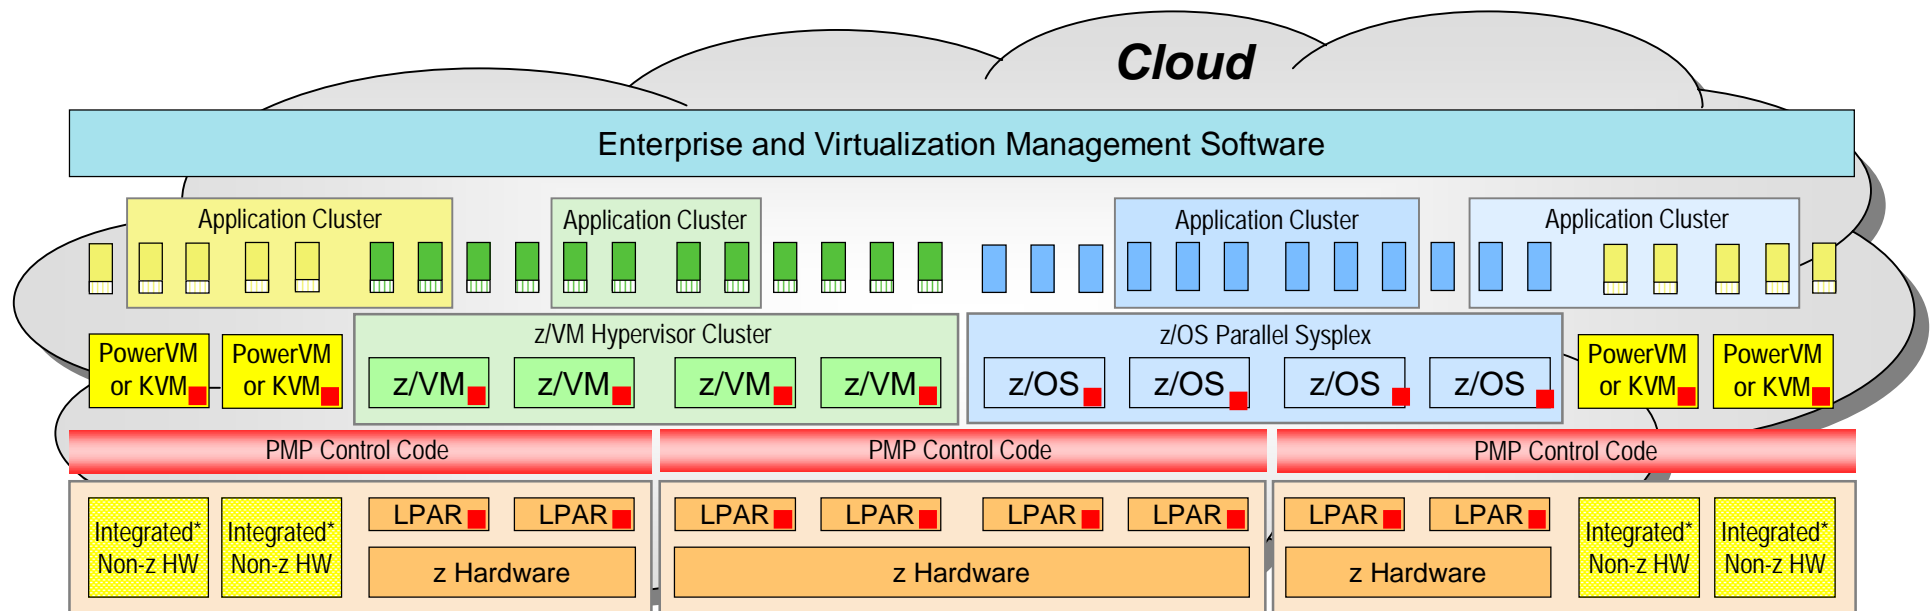 Cloud
Enterprise and Virtualization Management Software
Application Cluster
Application Cluster
Application Cluster
Application Cluster
z/VM Hypervisor Cluster
z/OS Parallel Sysplex
PowerVM
or KVM
PowerVM
or KVM
z/VM
z/VM
z/VM
z/VM
z/OS
z/OS
z/OS
z/OS
PowerVM
or KVM
PowerVM
or KVM
PMP Control Code
PMP Control Code
PMP Control Code
Integrated*
Non-z HW
Integrated*
Non-z HW
LPAR
LPAR
z Hardware
LPAR
LPAR
LPAR
LPAR
z Hardware
LPAR
LPAR
z Hardware
Integrated*
Non-z HW
Integrated*
Non-z HW